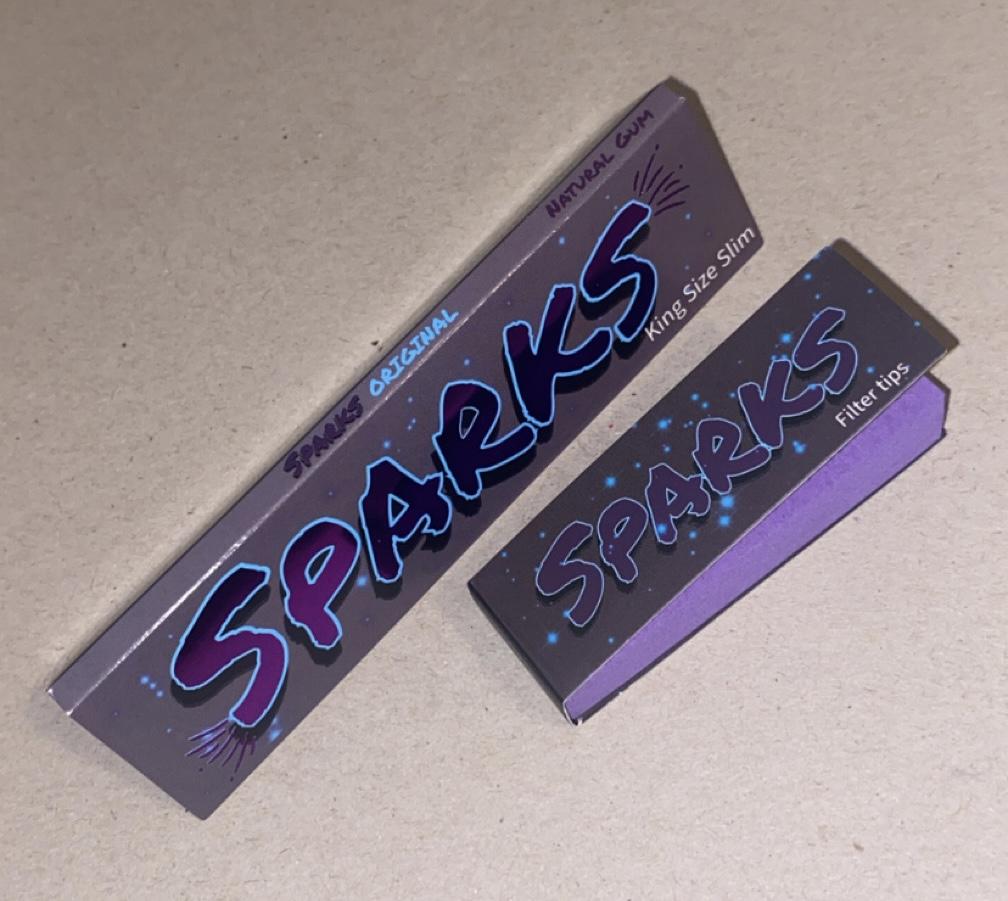 SPARKS ORIGINAL NATURAL GUM
SPARKS
King Size Slim
SPARKS
Filter tips